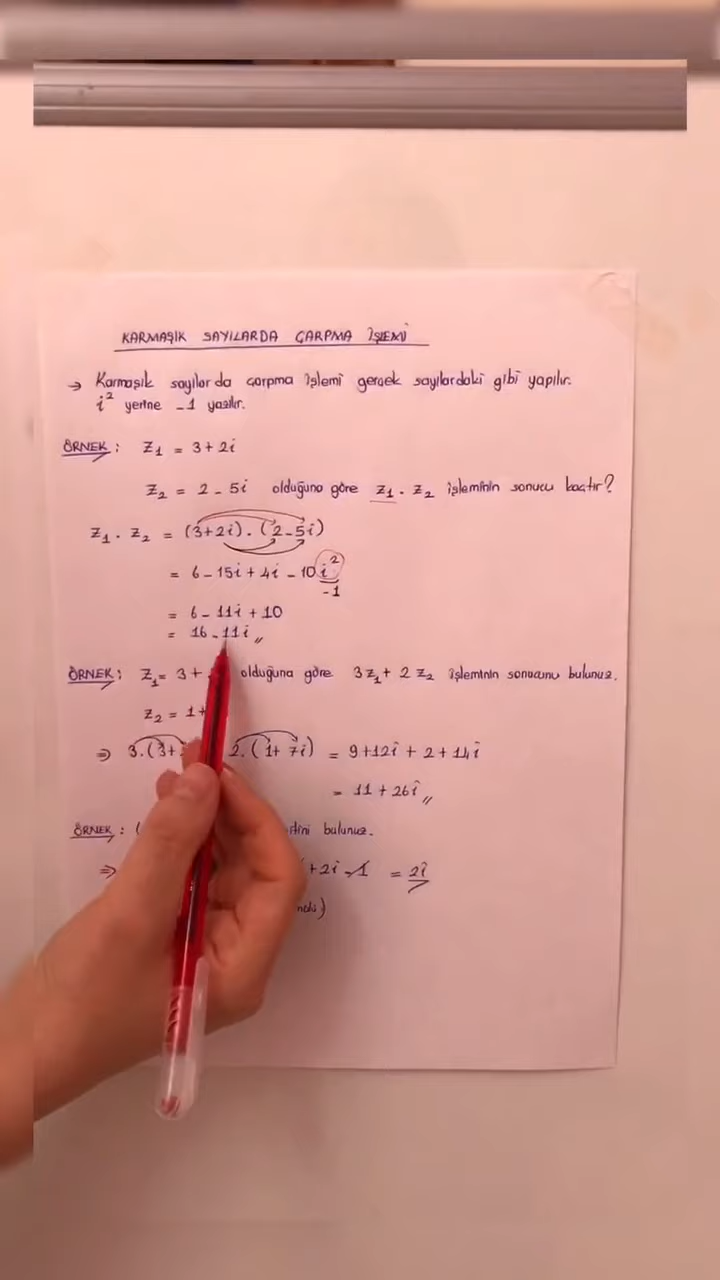 KARMAŞIK SAYILARDA ÇARPMA İŞLEMİ
→ Karmaşık sayılarda çarpma işlemi gerçek sayılardaki gibi yapılır.
i² yerine -1 yazılır.
ÖRNEK : Z₁ = 3+2i
Z₂ = 2-5i olduğuna göre Z₁ . Z₂ işleminin sonucu kaçtır?
Z₁ . Z₂ = (3+2i) . (2-5i)
= 6-15i+4i-10i²
-1
= 6-11i+10
= 16-11i //
ÖRNEK : Z₁= 3+ olduğuna göre 3Z₁+ 2 Z₂ işleminin sonucunu bulunuz.
Z₂ = 1+
⇒ 3.(3+ 2.(1+7i) = 9+12i+2+14i
= 11+26i //
ÖRNEK : ( bulunuz.
⇒ +2i-1 = 2i